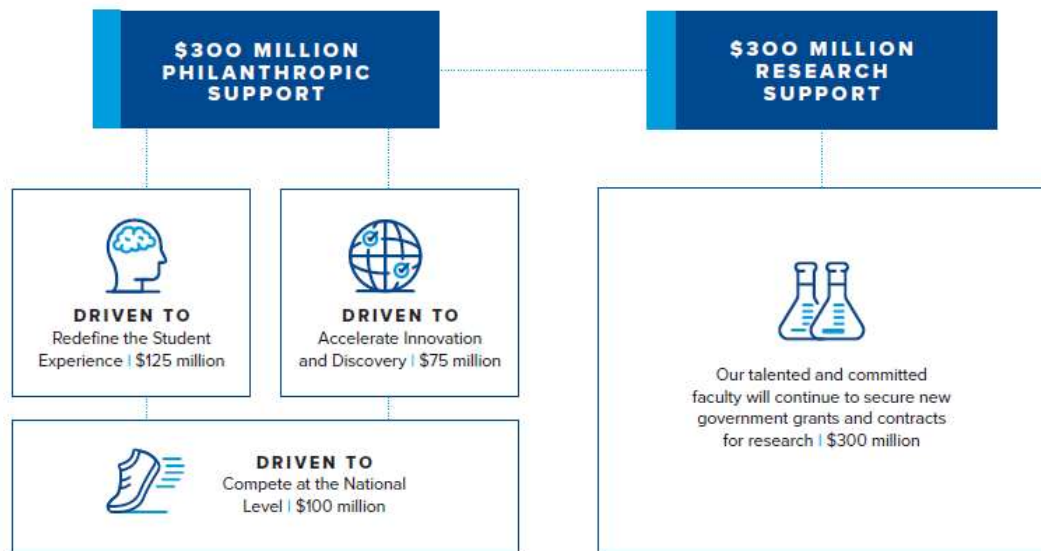 $300 MILLION
PHILANTHROPIC
SUPPORT
$300 MILLION
RESEARCH
SUPPORT
DRIVEN TO
Redefine the Student
Experience | $125 million
DRIVEN TO
Accelerate Innovation
and Discovery | $75 million
DRIVEN TO
Compete at the National
Level | $100 million
Our talented and committed
faculty will continue to secure new
government grants and contracts
for research | $300 million